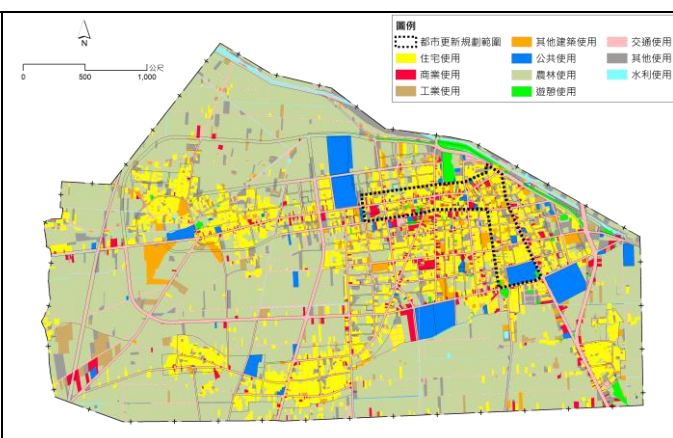 N
公尺
0 500 1,000
圖例
都市更新規劃範圍 其他建築使用 交通使用
住宅使用 公共使用 其他使用
商業使用 農林使用 水利使用
工業使用 遊憩使用